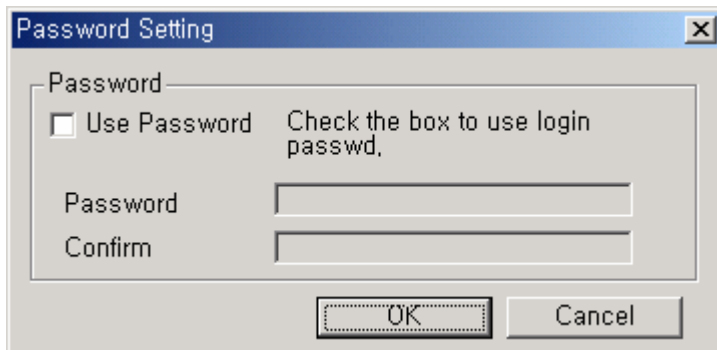 Password Setting
Password
Use Password
Check the box to use login
passwd,
Password
Confirm
OK
Cancel